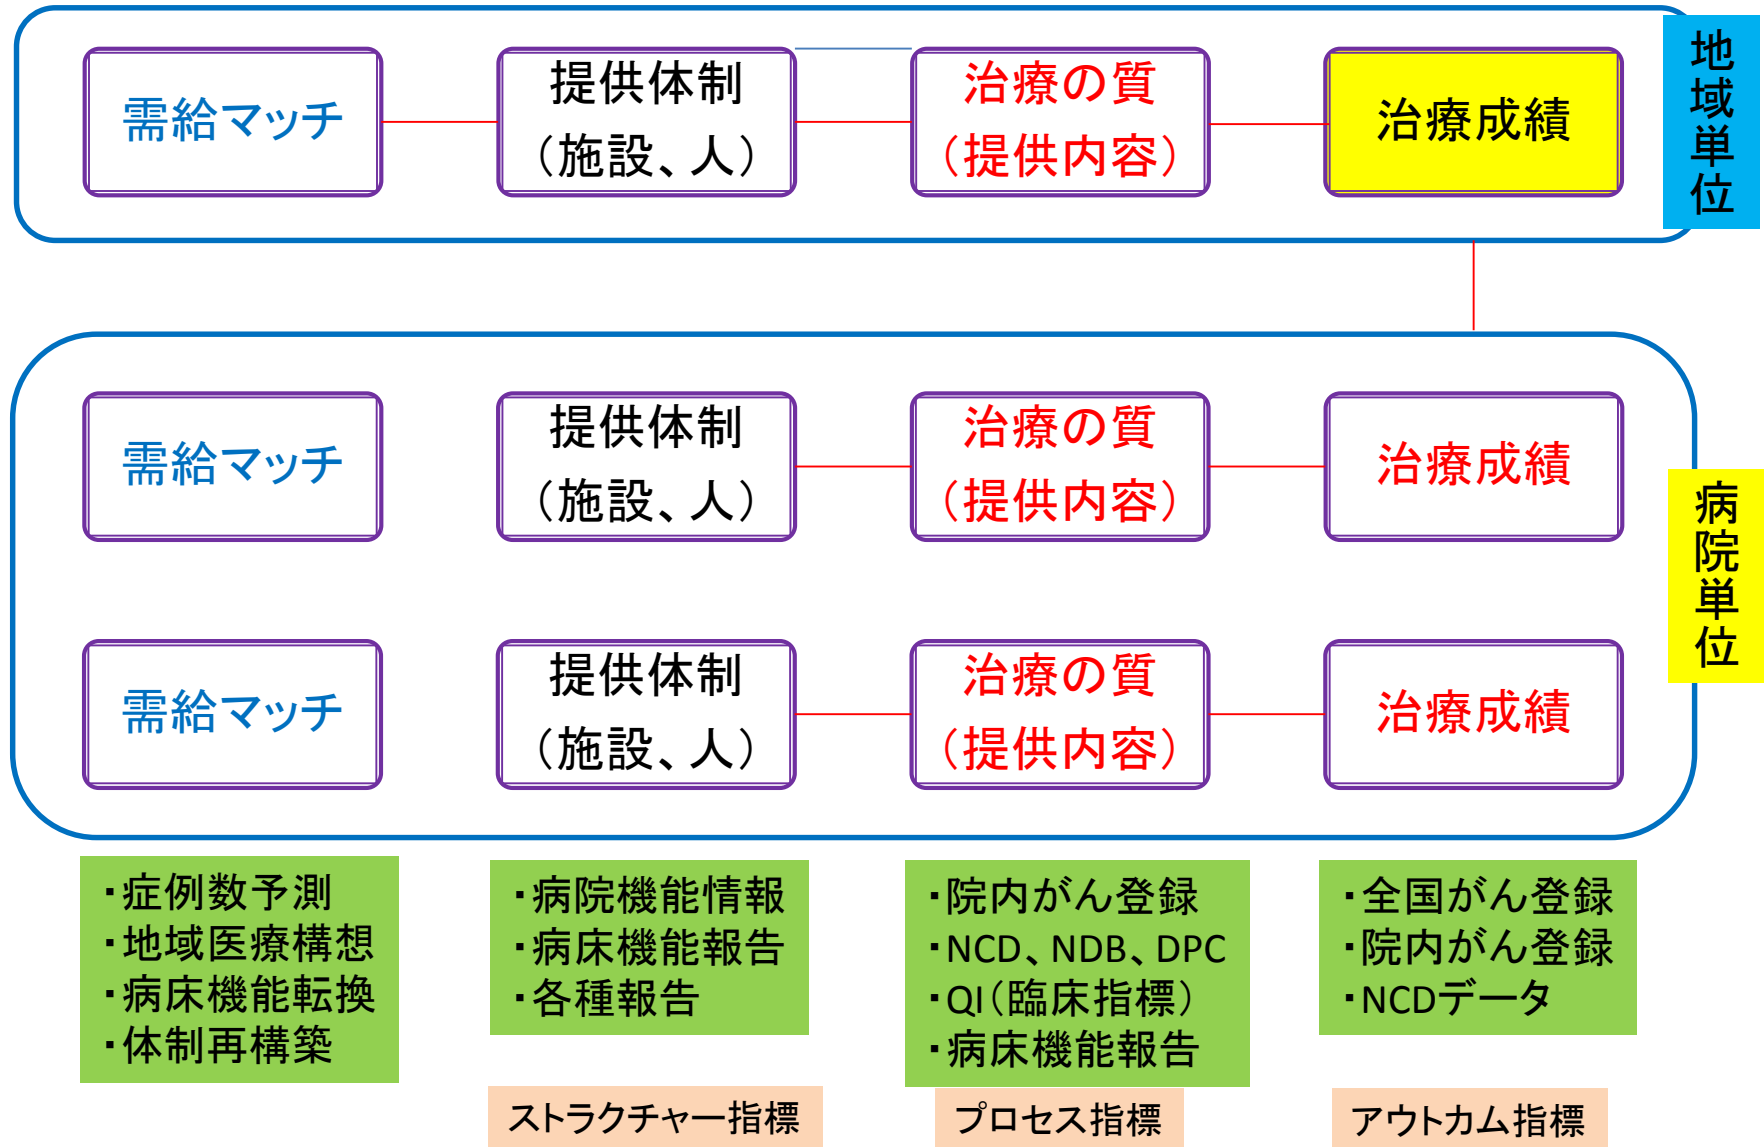 需給マッチ
提供体制
（施設、人）
治療の質
（提供内容）
治療成績
地域単位
需給マッチ
提供体制
（施設、人）
治療の質
（提供内容）
治療成績
病院単位
需給マッチ
提供体制
（施設、人）
治療の質
（提供内容）
治療成績
・症例数予測
・地域医療構想
・病床機能転換
・体制再構築
・病院機能情報
・病床機能報告
・各種報告
・院内がん登録
・NCD、NDB、DPC
・QI（臨床指標）
・病床機能報告
・全国がん登録
・院内がん登録
・NCDデータ
ストラクチャー指標
プロセス指標
アウトカム指標